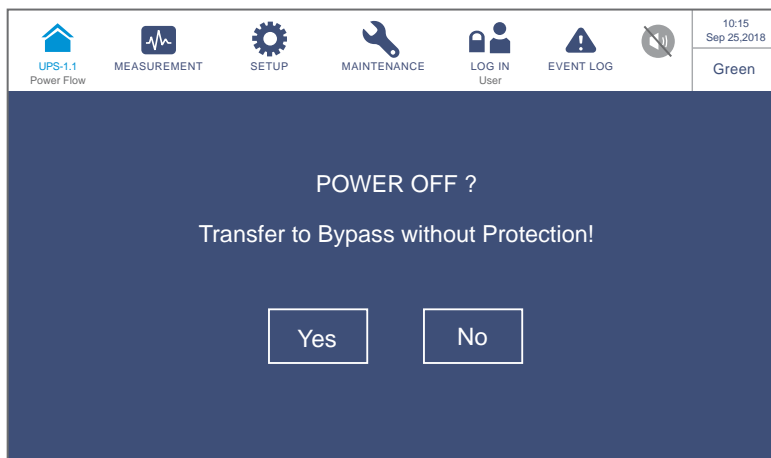 UPS-1.1
Power Flow
MEASUREMENT
SETUP
MAINTENANCE
LOG IN
User
EVENT LOG
10:15
Sep 25,2018
Green
POWER OFF ?
Transfer to Bypass without Protection!
Yes
No